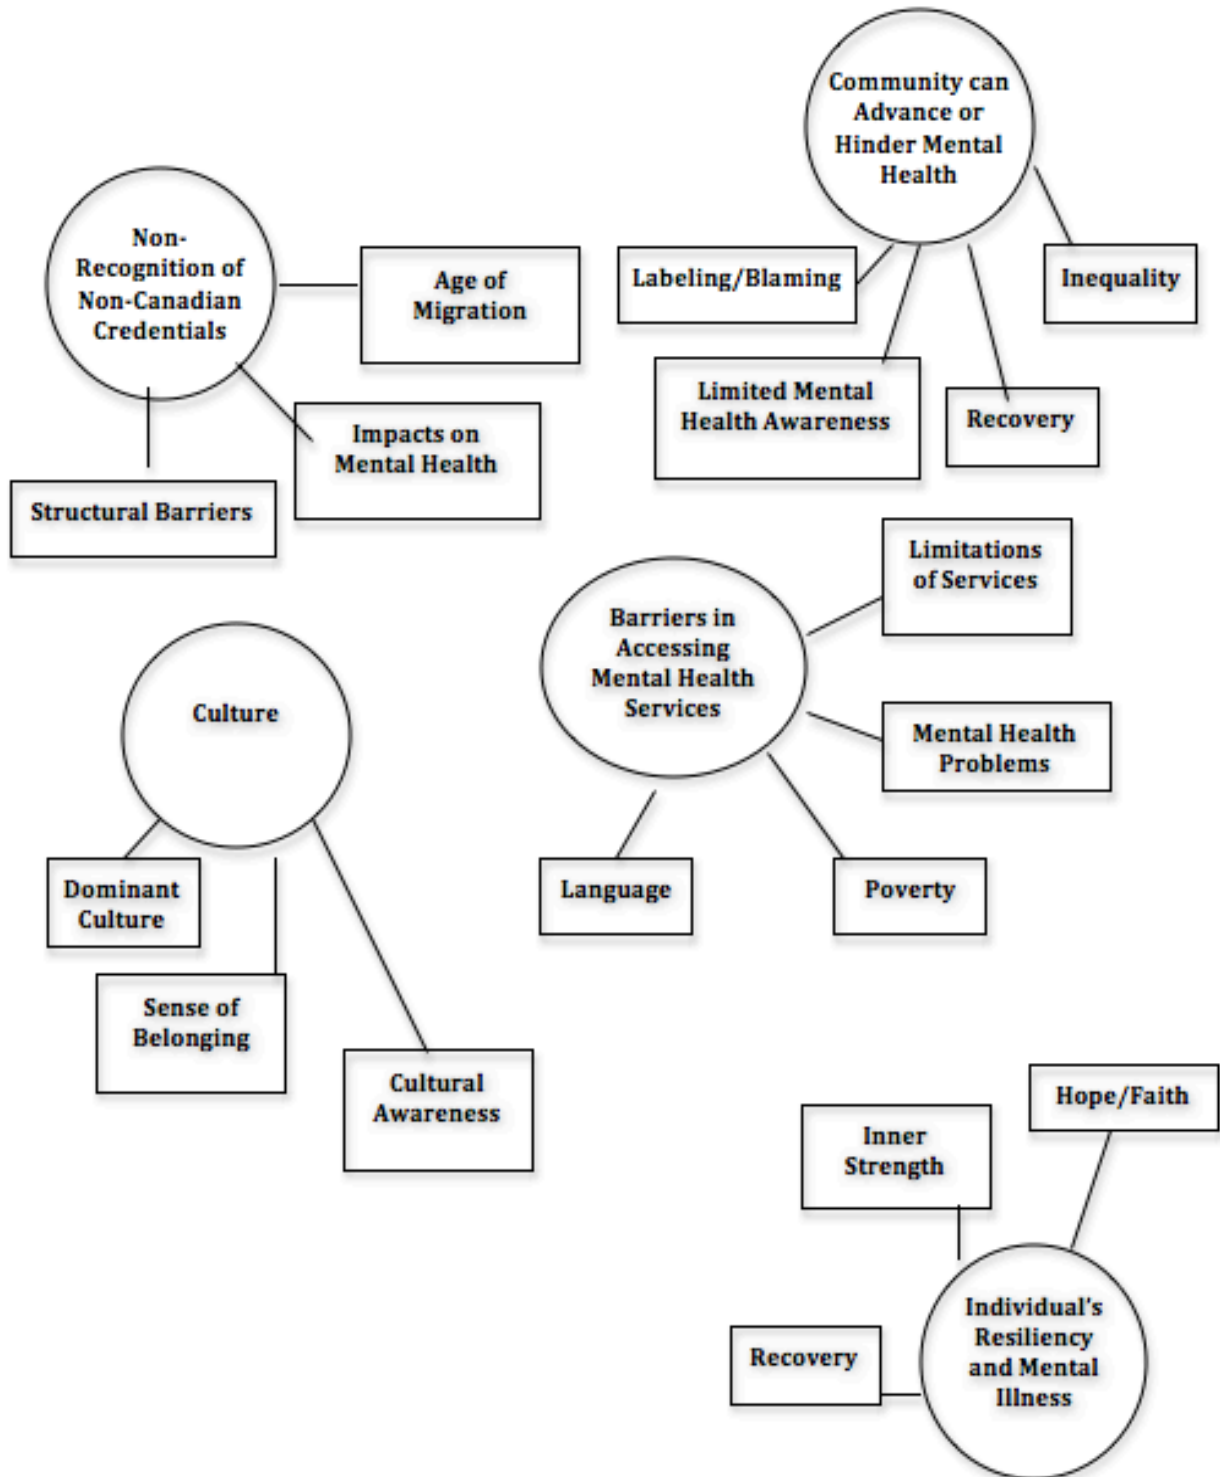 Community can
Advance or
Hinder Mental
Health
Non-
Recognition of
Non-Canadian
Credentials
Age of
Migration
Impacts on
Mental Health
Structural Barriers
Labeling/Blaming
Inequality
Limited Mental
Health Awareness
Recovery
Barriers in
Accessing
Mental Health
Services
Limitations
of Services
Mental Health
Problems
Language
Poverty
Culture
Dominant
Culture
Sense of
Belonging
Cultural
Awareness
Hope/Faith
Inner
Strength
Recovery
Individual's
Resiliency
and Mental
Illness